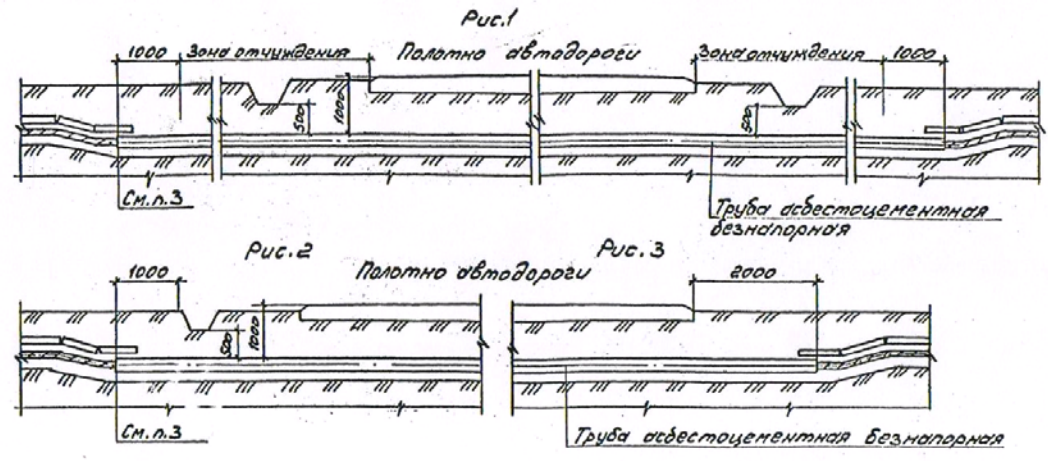 Рис.1
1000 Зона отчуждения Полотно автодороги Зона отчуждения 1000
500 1000 500
См.п.3
Труба асбестоцементная
безнапорная
Рис.2 Рис.3
1000 Полотно автодороги 2000
500 1000
См.п.3
Труба асбестоцементная безнапорная